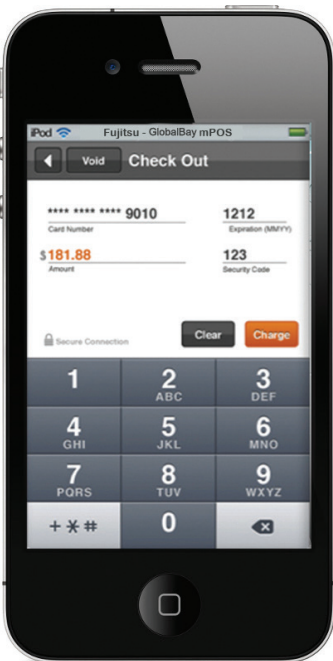 iPod Fujitsu - GlobalBay mPOS
Void Check Out
**** **** **** 9010 1212
Card Number Expiration (MMYY)
$ 181.88 123
Amount Security Code
Secure Connection Clear Charge
1 2 3
ABC DEF
4 5 6
GHI JKL MNO
7 8 9
PQRS TUV WXYZ
+ * # 0